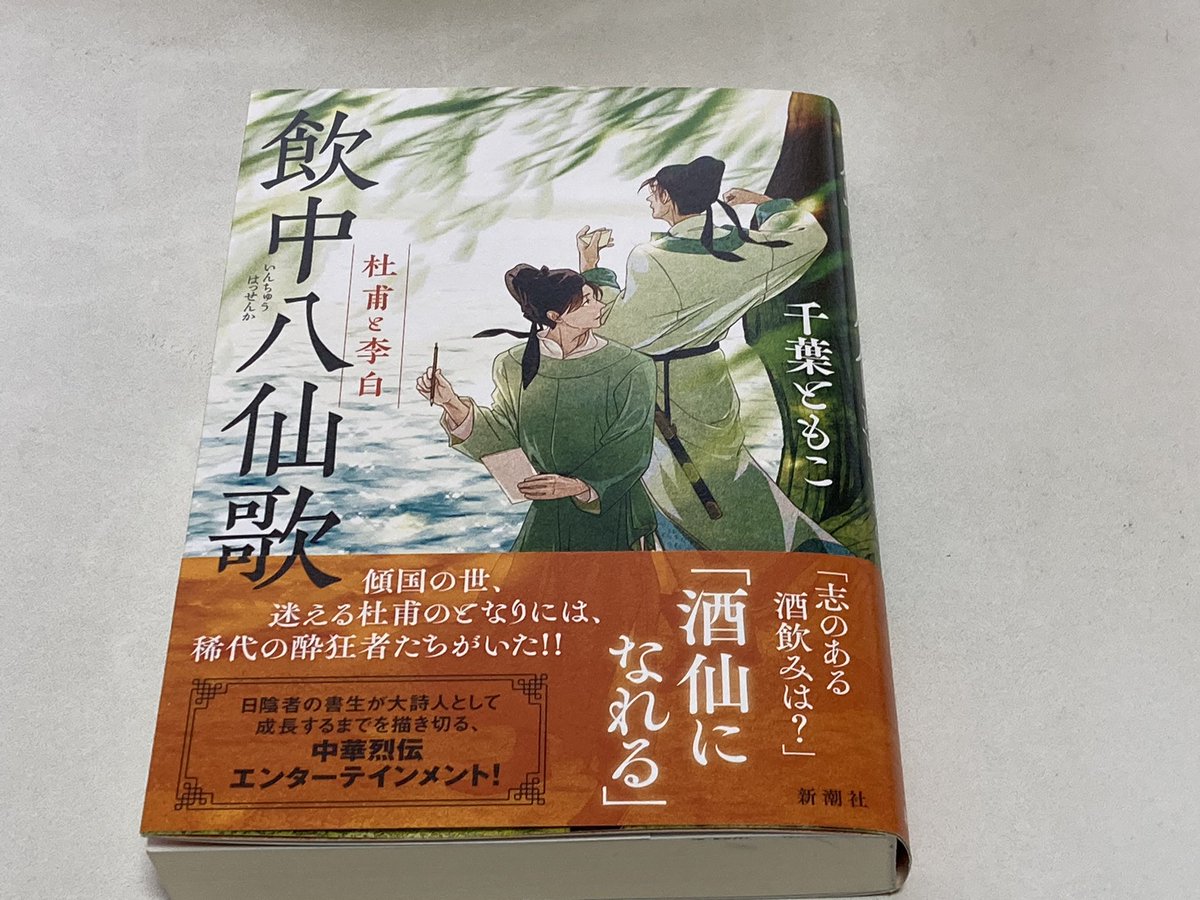 飲中八仙歌
いんちゅう
はっせんか
杜甫と李白
千葉ともこ
「志のある
酒飲みは?」
「酒仙に
なれる」
傾国の世、
迷える杜甫のとなりには、
稀代の酔狂者たちがいた!!
日陰者の書生が大詩人として
成長するまでを描き切る、
中華烈伝
エンターテインメント!
新潮社